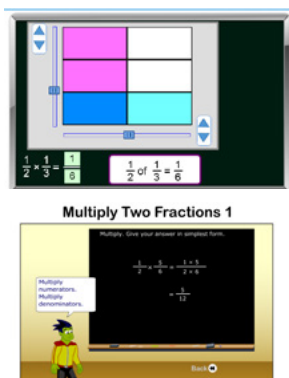 1/2 × 1/3 = 1/6
1/2 of 1/3 = 1/6
Multiply Two Fractions 1
Multiply. Give your answer in simplest form.
1/2 × 5/6 = 1 × 5 / 2 × 6
= 5/12
Multiply
numerators.
Multiply
denominators.
Back